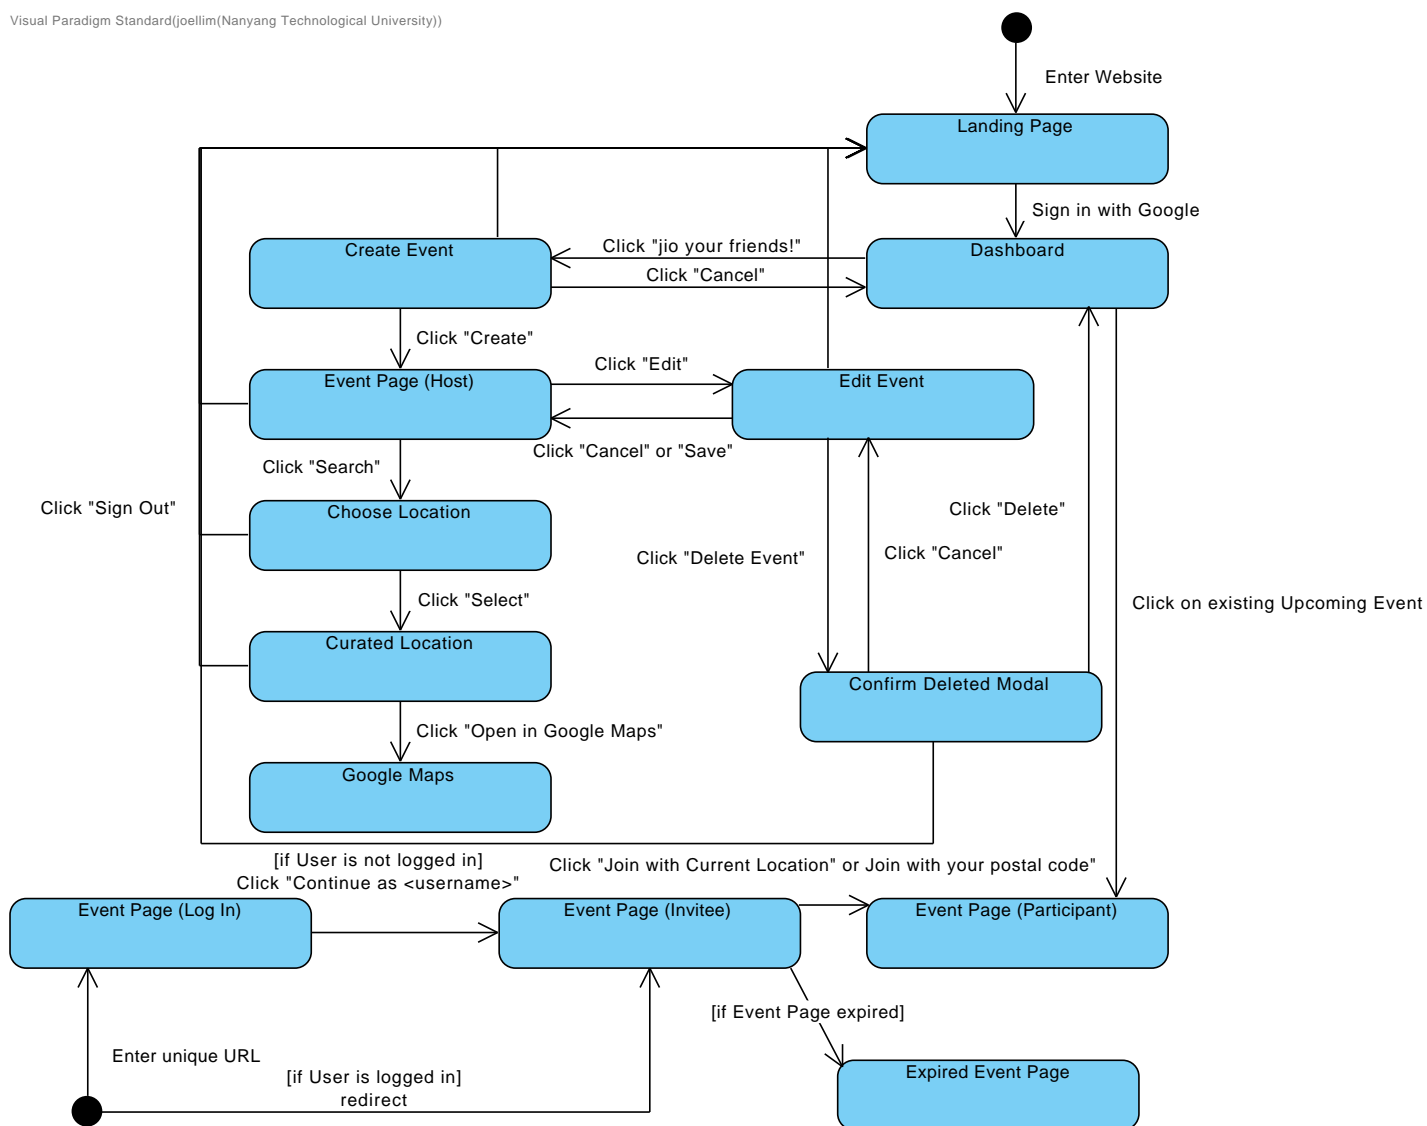 Visual Paradigm Standard(joellim(Nanyang Technological University))
Enter Website
Landing Page
Sign in with Google
Create Event
Click "jio your friends!"
Dashboard
Click "Cancel"
Click "Create"
Click "Edit"
Event Page (Host)
Edit Event
Click "Cancel" or "Save"
Click "Search"
Click "Sign Out"
Choose Location
Click "Delete"
Click "Delete Event"
Click "Cancel"
Click "Select"
Click on existing Upcoming Event
Curated Location
Confirm Deleted Modal
Click "Open in Google Maps"
Google Maps
[if User is not logged in]
Click "Continue as <username>"
Click "Join with Current Location" or Join with your postal code"
Event Page (Log In)
Event Page (Invitee)
Event Page (Participant)
[if Event Page expired]
Enter unique URL
[if User is logged in]
redirect
Expired Event Page